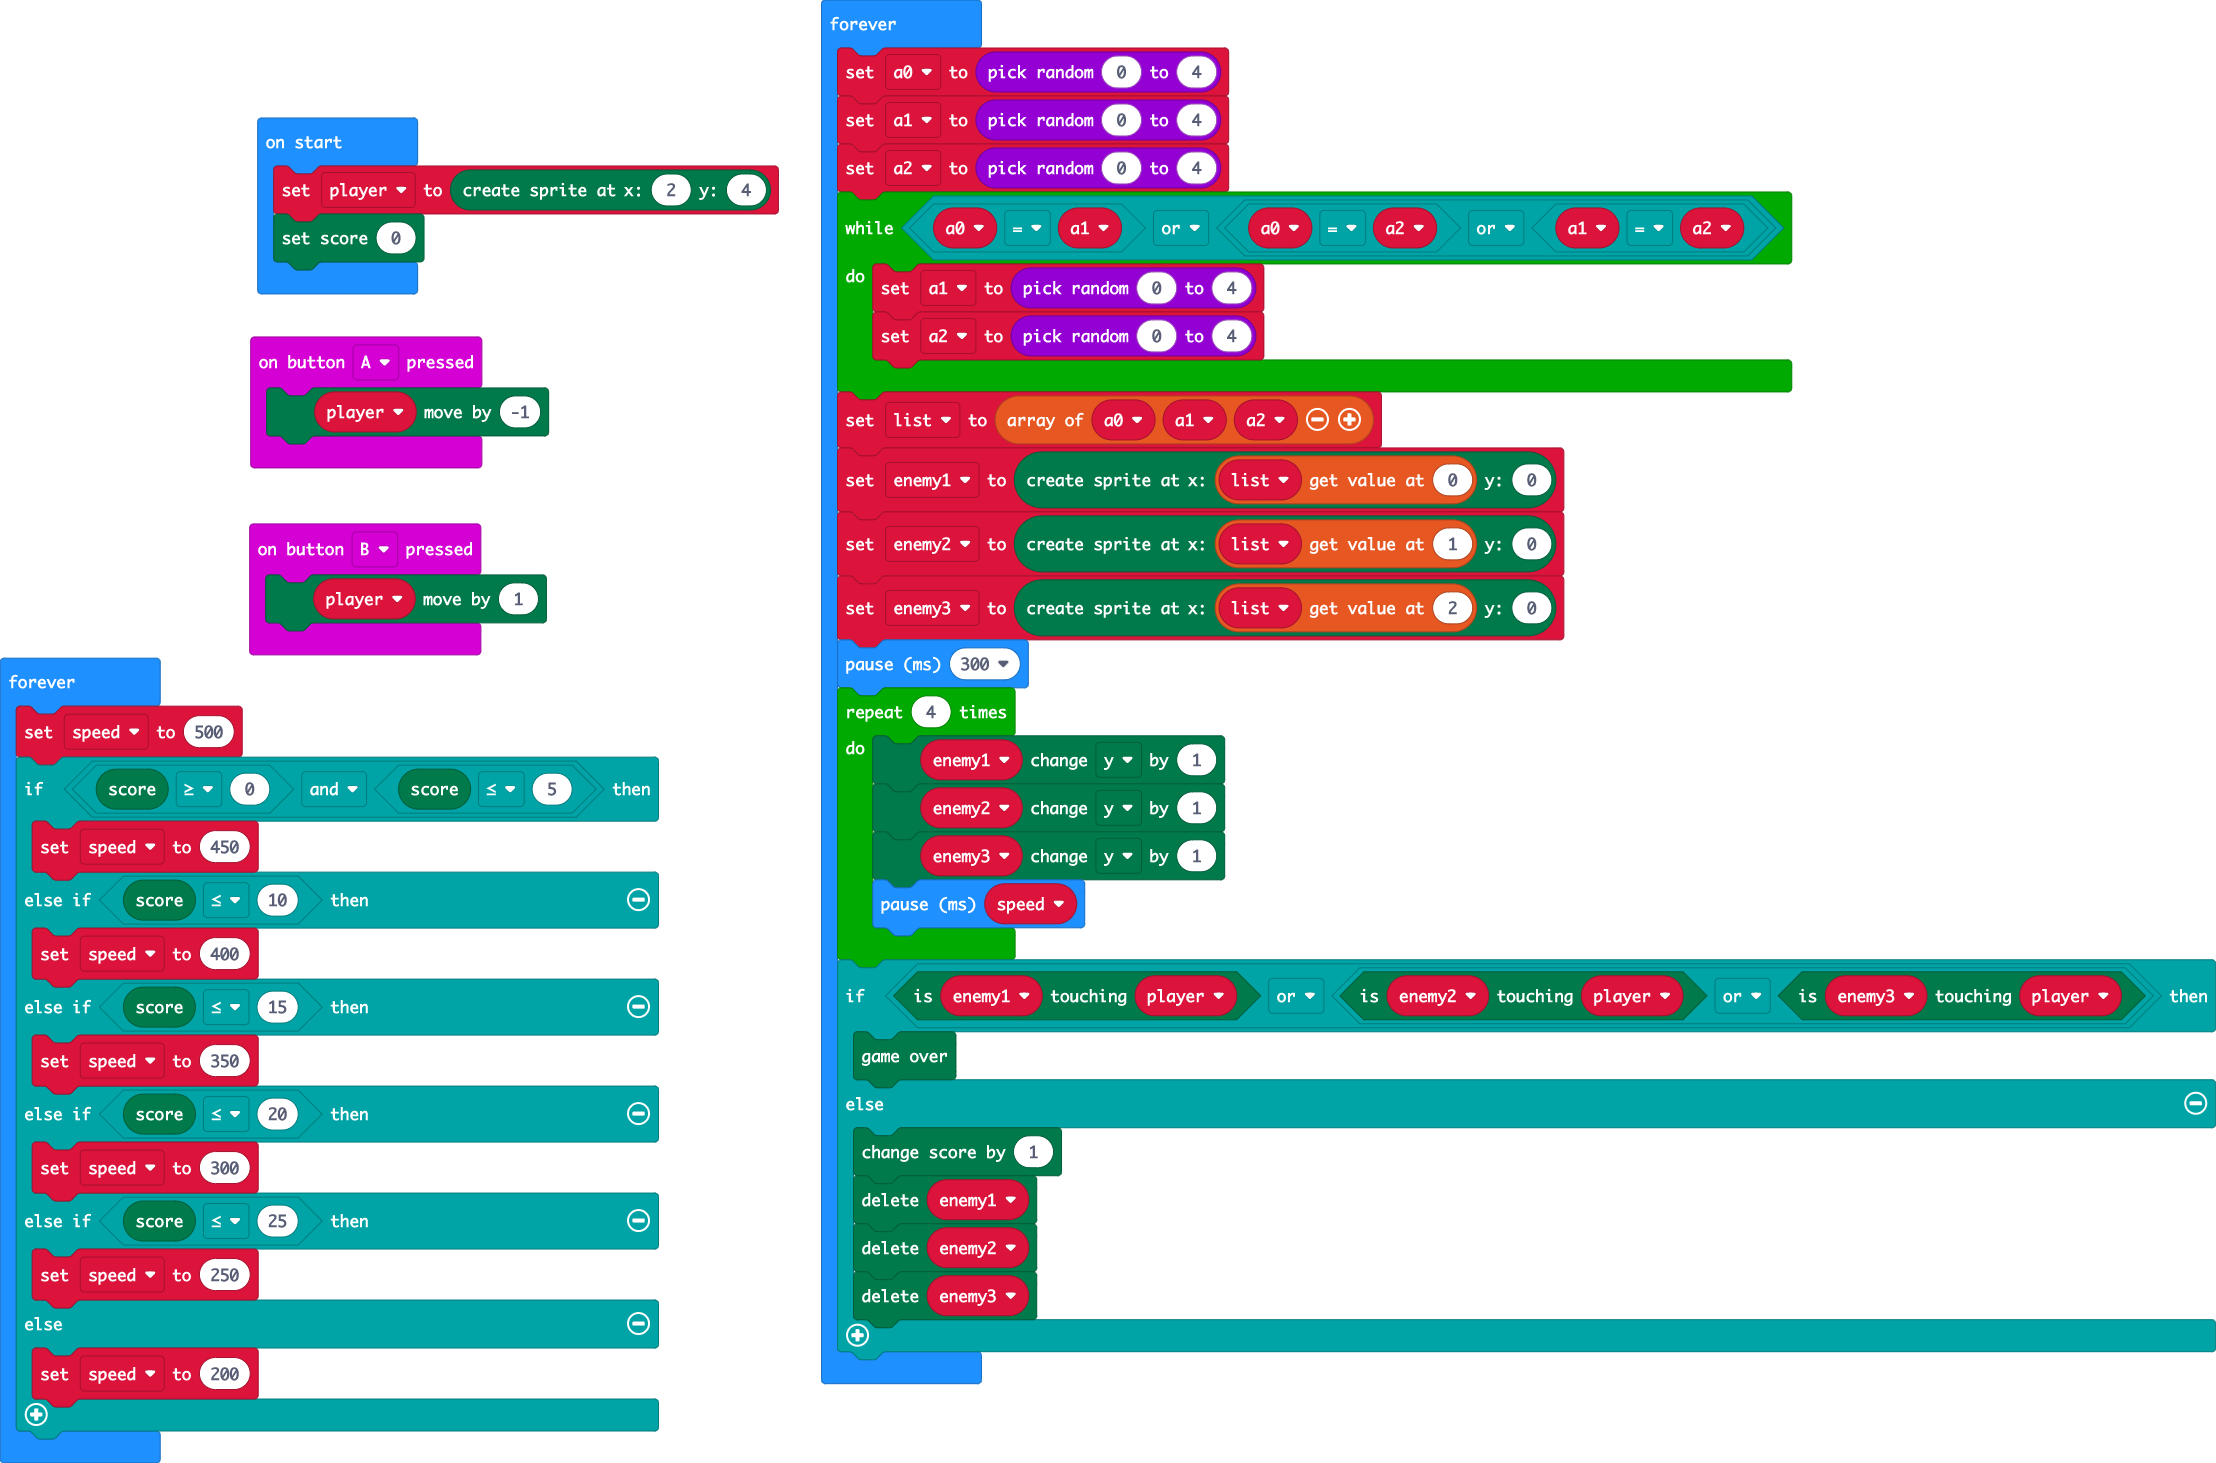 on start
set player to create sprite at x: 2 y: 4
set score 0
on button A pressed
player move by -1
on button B pressed
player move by 1
forever
set speed to 500
if score ≥ 0 and score ≤ 5 then
set speed to 450
else if score ≤ 10 then
set speed to 400
else if score ≤ 15 then
set speed to 350
else if score ≤ 20 then
set speed to 300
else if score ≤ 25 then
set speed to 250
else
set speed to 200
forever
set a0 to pick random 0 to 4
set a1 to pick random 0 to 4
set a2 to pick random 0 to 4
while a0 = a1 or a0 = a2 or a1 = a2
do
set a1 to pick random 0 to 4
set a2 to pick random 0 to 4
set list to array of a0 a1 a2
set enemy1 to create sprite at x: list get value at 0 y: 0
set enemy2 to create sprite at x: list get value at 1 y: 0
set enemy3 to create sprite at x: list get value at 2 y: 0
pause (ms) 300
repeat 4 times
do
enemy1 change y by 1
enemy2 change y by 1
enemy3 change y by 1
pause (ms) speed
if is enemy1 touching player or is enemy2 touching player or is enemy3 touching player then
game over
else
change score by 1
delete enemy1
delete enemy2
delete enemy3